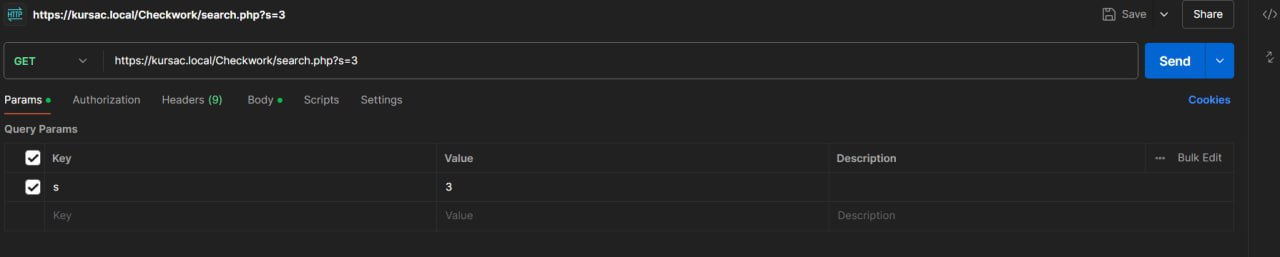 HTTP https://kursac.local/Checkwork/search.php?s=3 Save Share </>
GET https://kursac.local/Checkwork/search.php?s=3 Send
Params Authorization Headers (9) Body Scripts Settings Cookies
Query Params
Key Value Description ••• Bulk Edit
s 3
Key Value Description